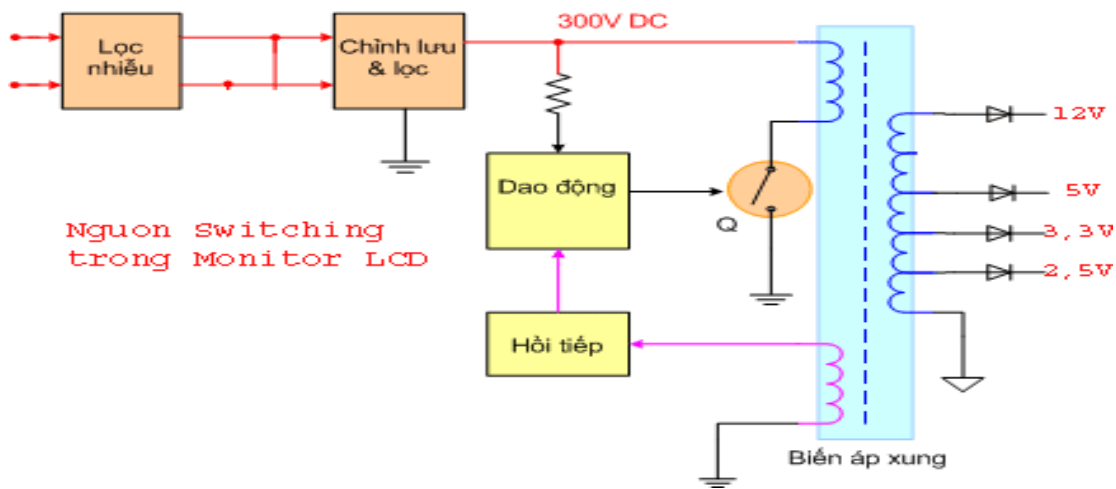 300V DC
Lọc
nhiễu
Chỉnh lưu
& lọc
12V
Dao động
5V
Q
Nguon Switching
trong Monitor LCD
3,3V
2,5V
Hồi tiếp
Biến áp xung